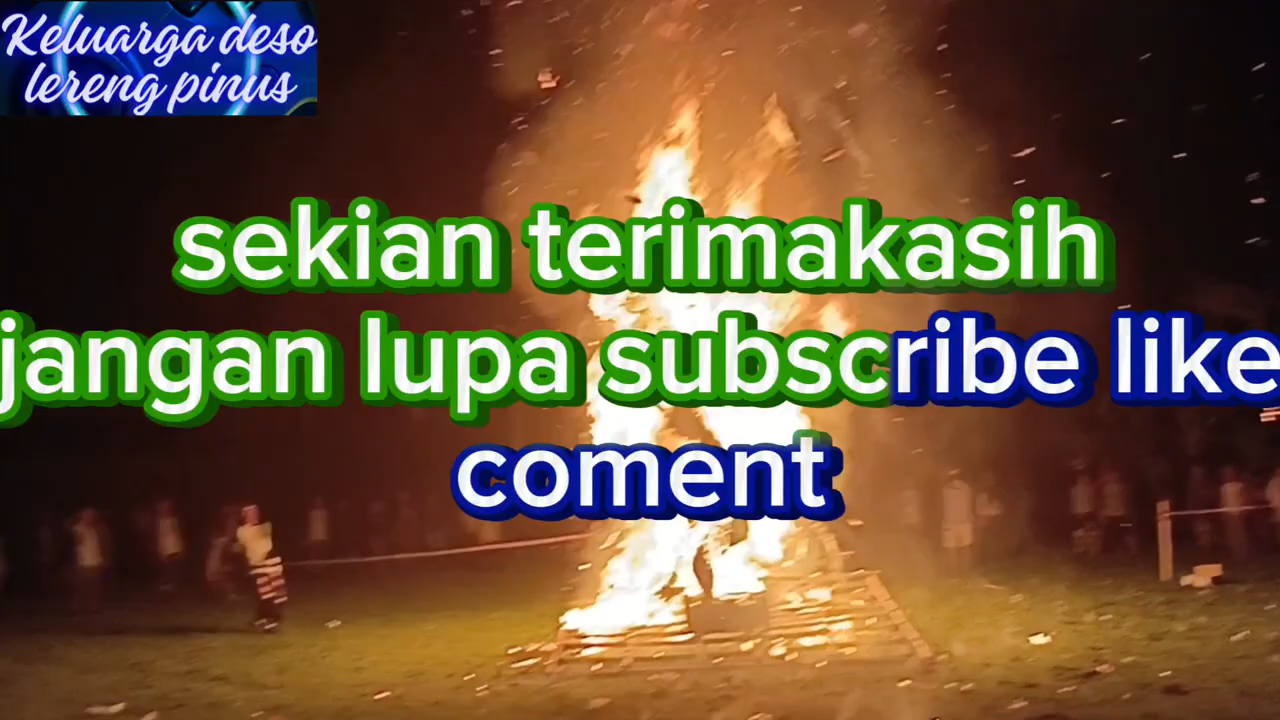 Keluarga deso
lereng pinus
sekian terimakasih
jangan lupa subscribe like
coment